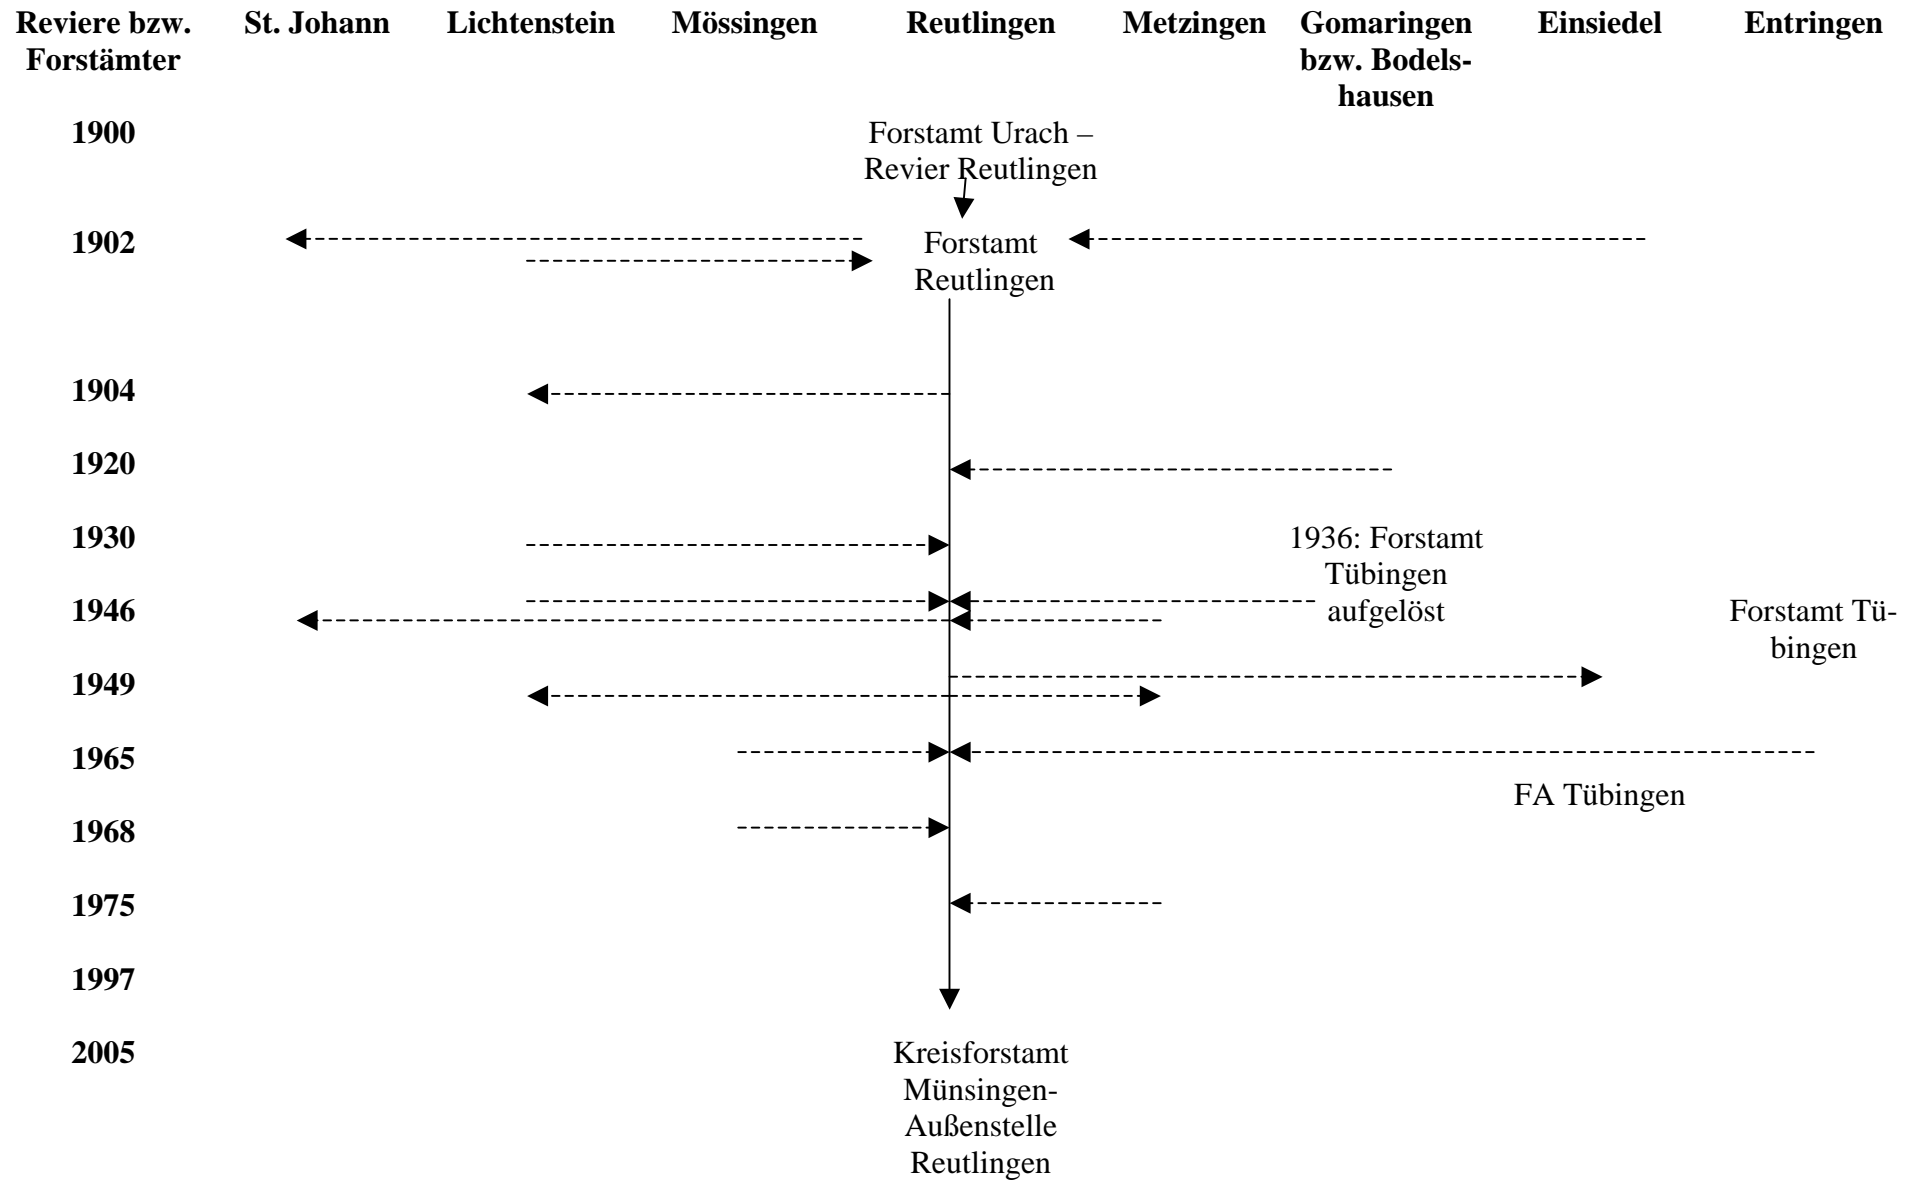 Reviere bzw. St. Johann Lichtenstein Mössingen Reutlingen Metzingen Gomaringen Einsiedel Entringen
Forstämter bzw. Bodels-
hausen
1900 Forstamt Urach –
Revier Reutlingen
1902 Forstamt
Reutlingen
1904
1920
1930 1936: Forstamt
Tübingen
1946 aufgelöst Forstamt Tü-
bingen
1949
1965
FA Tübingen
1968
1975
1997
2005 Kreisforstamt
Münsingen-
Außenstelle
Reutlingen